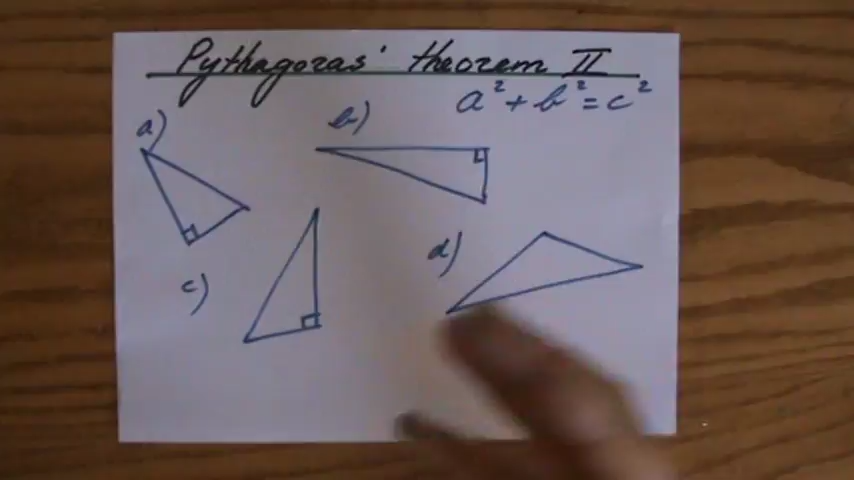 Pythagoras' theorem II
a² + b² = c²
a)
b)
c)
d)